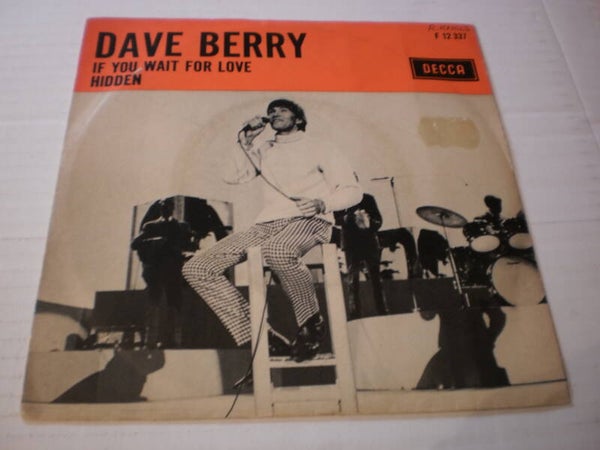 DAVE BERRY
IF YOU WAIT FOR LOVE
HIDDEN
F 12 337
DECCA